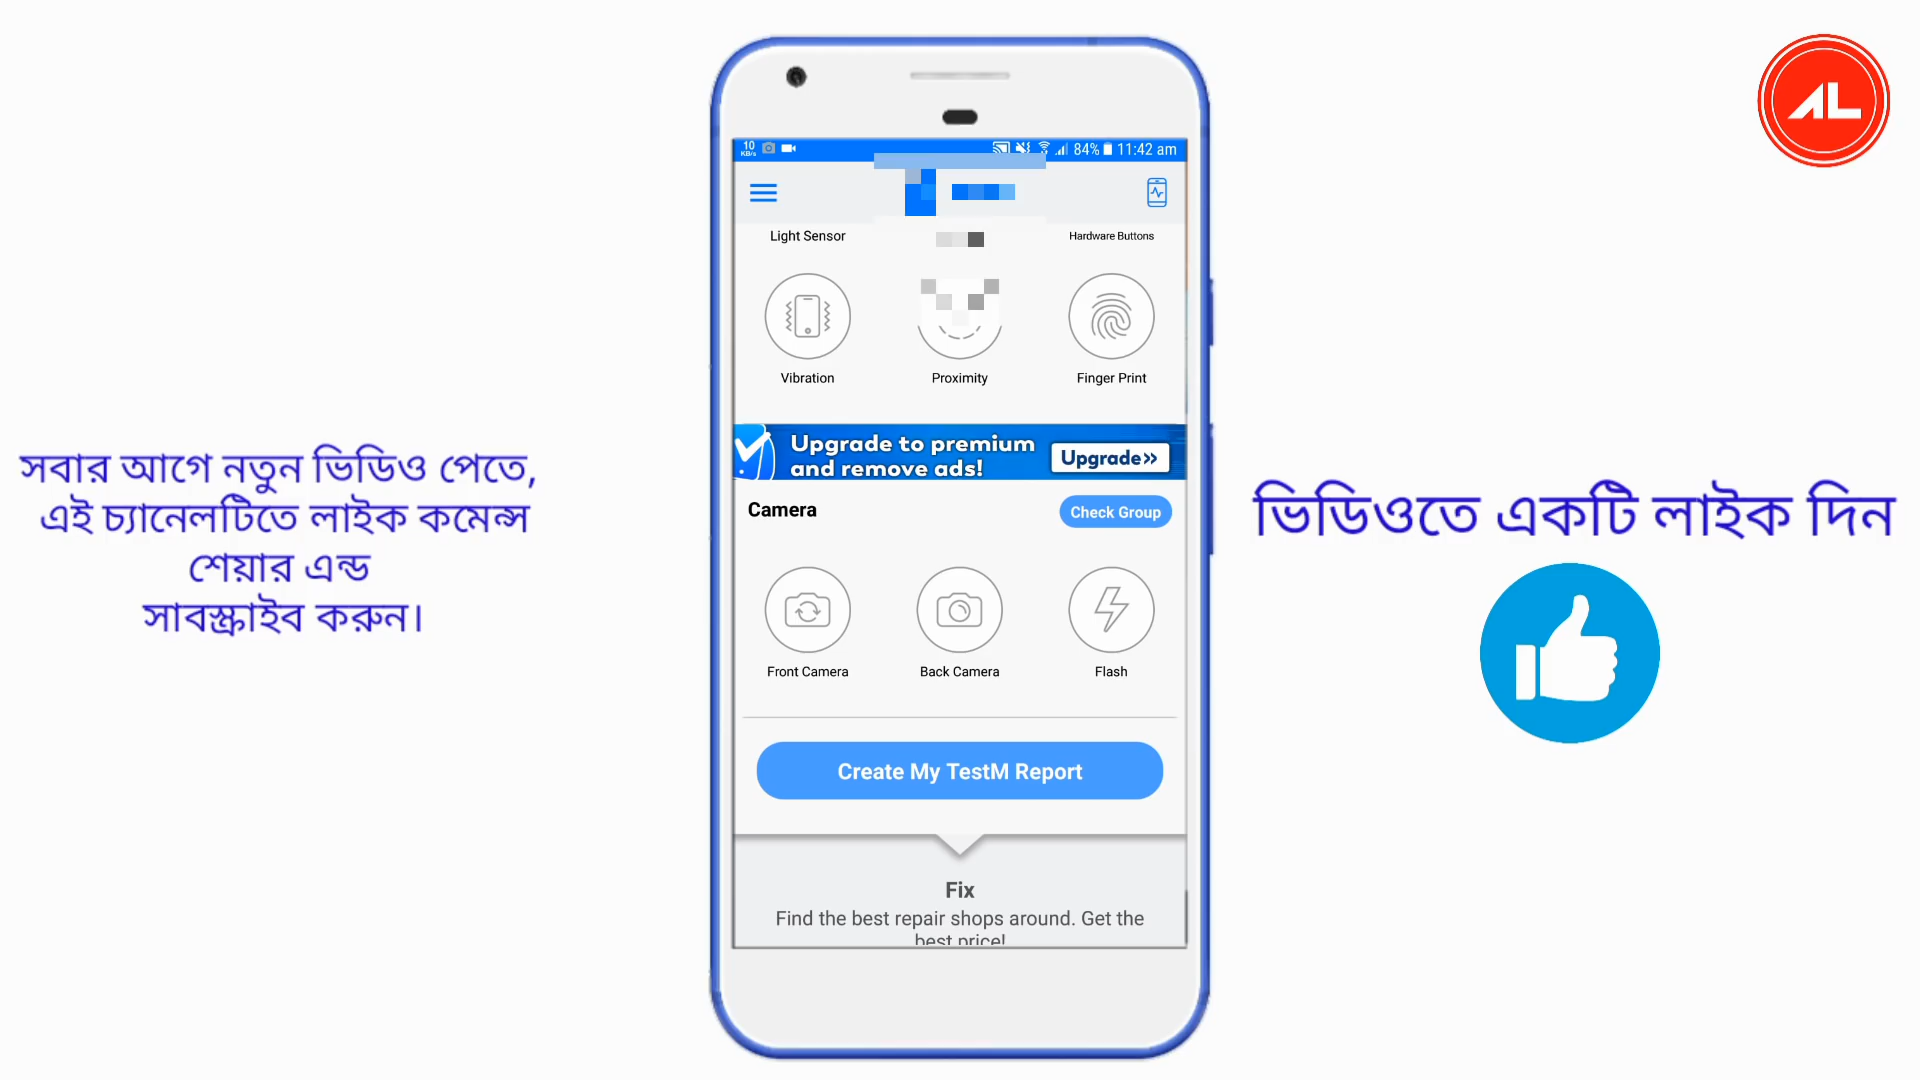 AL
10
KB/s
84% 11:42 am
Light Sensor
Hardware Buttons
Vibration
Proximity
Finger Print
Upgrade to premium
and remove ads!
Upgrade»
Camera
Check Group
Front Camera
Back Camera
Flash
Create My TestM Report
Fix
Find the best repair shops around. Get the
best price!
সবার আগে নতুন ভিডিও পেতে,
এই চ্যানেলটিতে লাইক কমেন্স
শেয়ার এন্ড
সাবস্ক্রাইব করুন।
ভিডিওতে একটি লাইক দিন